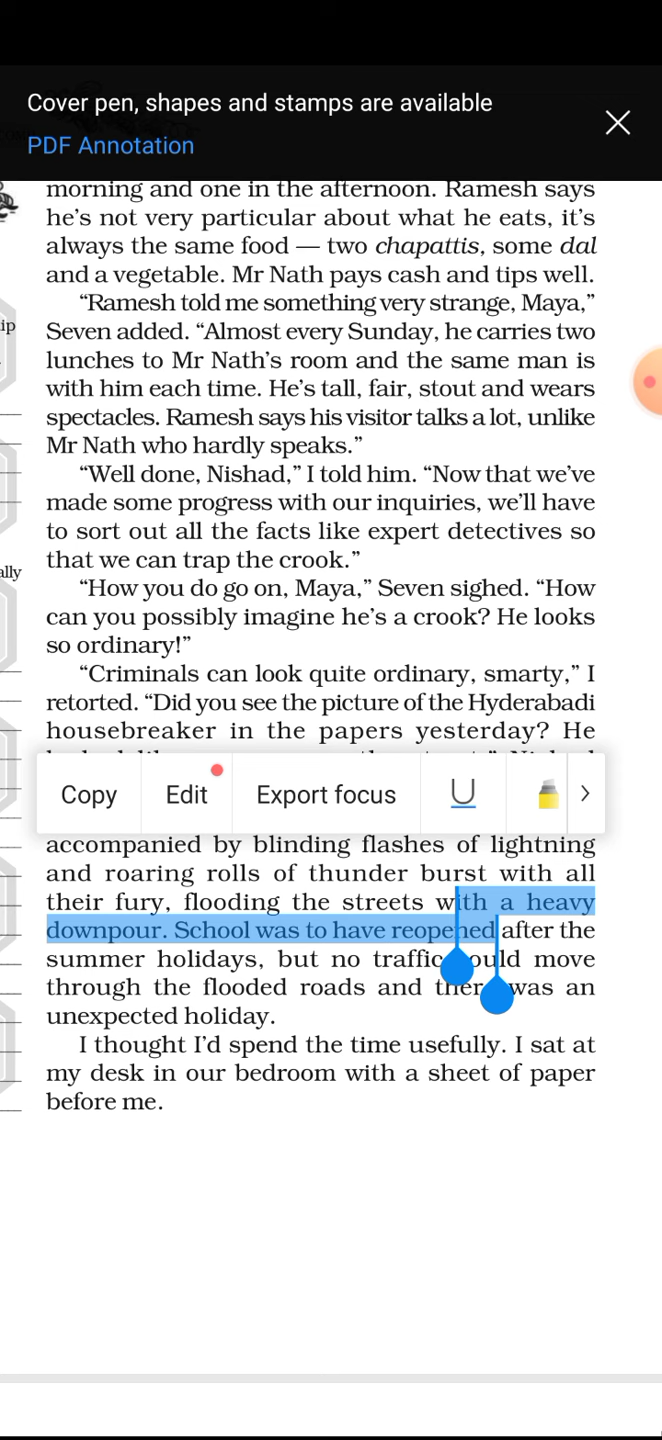 Cover pen, shapes and stamps are available
PDF Annotation
morning and one in the afternoon. Ramesh says
he's not very particular about what he eats, it's
always the same food — two chapattis, some dal
and a vegetable. Mr Nath pays cash and tips well.
“Ramesh told me something very strange, Maya,”
ip
Seven added. “Almost every Sunday, he carries two
lunches to Mr Nath's room and the same man is
with him each time. He's tall, fair, stout and wears
spectacles. Ramesh says his visitor talks a lot, unlike
Mr Nath who hardly speaks.”
“Well done, Nishad,” I told him. “Now that we've
made some progress with our inquiries, we'll have
to sort out all the facts like expert detectives so
that we can trap the crook.”
ally
“How you do go on, Maya,” Seven sighed. “How
can you possibly imagine he's a crook? He looks
so ordinary!”
“Criminals can look quite ordinary, smarty,” I
retorted. “Did you see the picture of the Hyderabadi
housebreaker in the papers yesterday? He
Copy Edit Export focus U
accompanied by blinding flashes of lightning
and roaring rolls of thunder burst with all
their fury, flooding the streets with a heavy
downpour. School was to have reopened after the
summer holidays, but no traffic could move
through the flooded roads and there was an
unexpected holiday.
I thought I'd spend the time usefully. I sat at
my desk in our bedroom with a sheet of paper
before me.